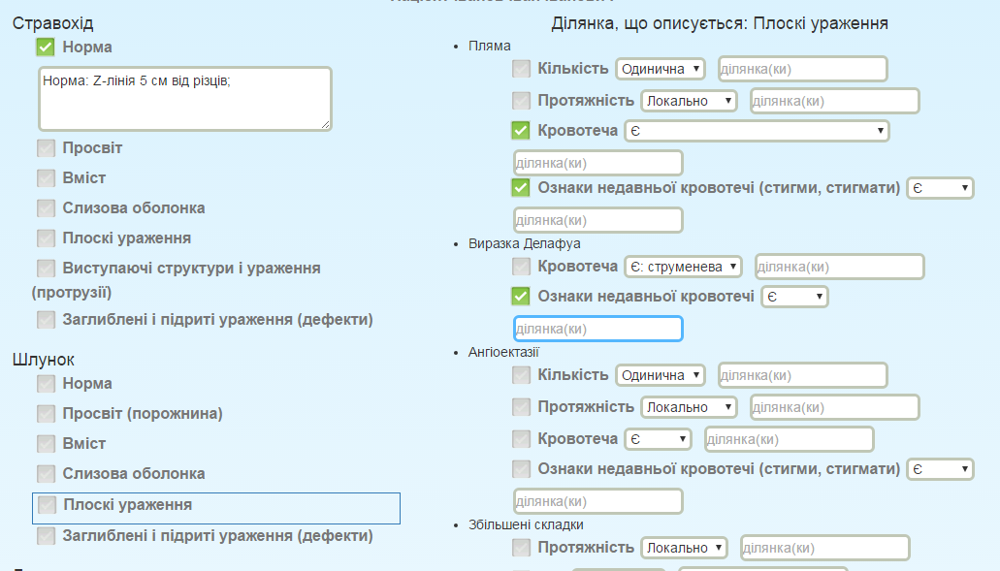 Стравохід
Норма
Норма: Z-лінія 5 см від різців;
Просвіт
Вміст
Слизова оболонка
Плоскі ураження
Виступаючі структури і ураження
(протрузії)
Заглиблені і підриті ураження (дефекти)
Шлунок
Норма
Просвіт (порожнина)
Вміст
Слизова оболонка
Плоскі ураження
Заглиблені і підриті ураження (дефекти)
Ділянка, що описується: Плоскі ураження
Пляма
Кількість Одинична ділянка(ки)
Протяжність Локально ділянка(ки)
Кровотеча Є
ділянка(ки)
Ознаки недавньої кровотечі (стигми, стигмати) Є
ділянка(ки)
Виразка Делафуа
Кровотеча Є: струменева ділянка(ки)
Ознаки недавньої кровотечі Є
ділянка(ки)
Ангіоектазії
Кількість Одинична ділянка(ки)
Протяжність Локально ділянка(ки)
Кровотеча Є ділянка(ки)
Ознаки недавньої кровотечі (стигми, стигмати) Є
ділянка(ки)
Збільшені складки
Протяжність Локально ділянка(ки)